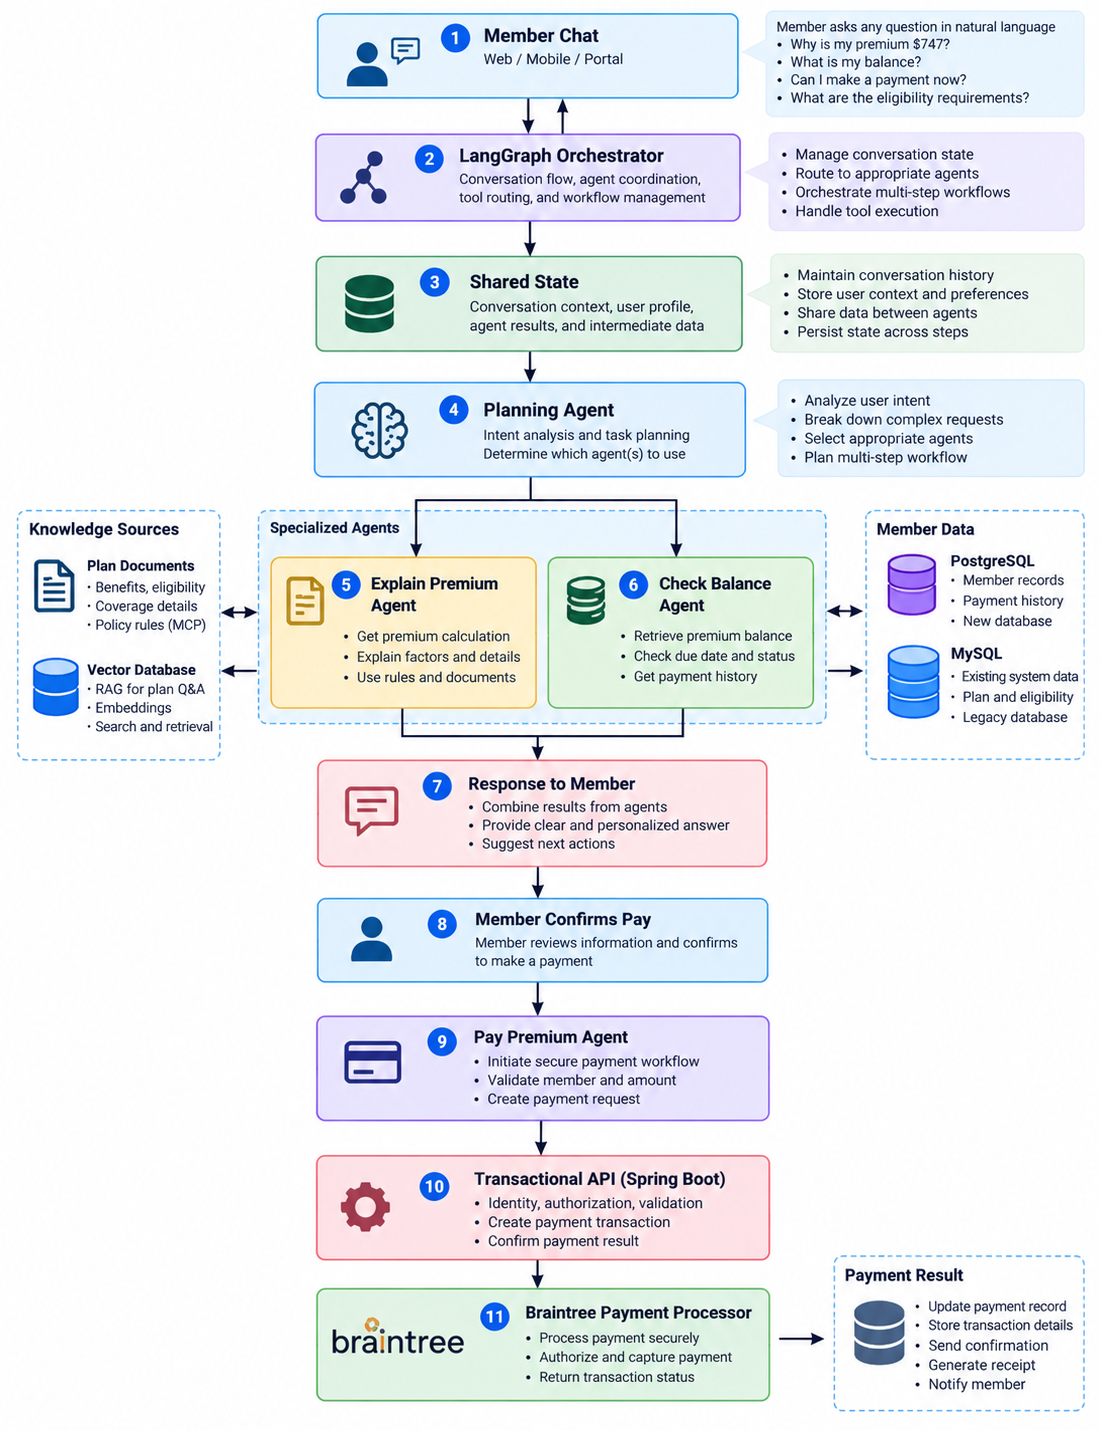 1
Member Chat
Web / Mobile / Portal
Member asks any question in natural language
• Why is my premium $747?
• What is my balance?
• Can I make a payment now?
• What are the eligibility requirements?
2
LangGraph Orchestrator
Conversation flow, agent coordination,
tool routing, and workflow management
• Manage conversation state
• Route to appropriate agents
• Orchestrate multi-step workflows
• Handle tool execution
3
Shared State
Conversation context, user profile,
agent results, and intermediate data
• Maintain conversation history
• Store user context and preferences
• Share data between agents
• Persist state across steps
4
Planning Agent
Intent analysis and task planning
Determine which agent(s) to use
• Analyze user intent
• Break down complex requests
• Select appropriate agents
• Plan multi-step workflow
Knowledge Sources
Plan Documents
• Benefits, eligibility
• Coverage details
• Policy rules (MCP)
Vector Database
• RAG for plan Q&A
• Embeddings
• Search and retrieval
Specialized Agents
5
Explain Premium
Agent
• Get premium calculation
• Explain factors and details
• Use rules and documents
6
Check Balance
Agent
• Retrieve premium balance
• Check due date and status
• Get payment history
Member Data
PostgreSQL
• Member records
• Payment history
• New database
MySQL
• Existing system data
• Plan and eligibility
• Legacy database
7
Response to Member
• Combine results from agents
• Provide clear and personalized answer
• Suggest next actions
8
Member Confirms Pay
Member reviews information and confirms
to make a payment
9
Pay Premium Agent
• Initiate secure payment workflow
• Validate member and amount
• Create payment request
10
Transactional API (Spring Boot)
• Identity, authorization, validation
• Create payment transaction
• Confirm payment result
braintree
11
Braintree Payment Processor
• Process payment securely
• Authorize and capture payment
• Return transaction status
Payment Result
• Update payment record
• Store transaction details
• Send confirmation
• Generate receipt
• Notify member